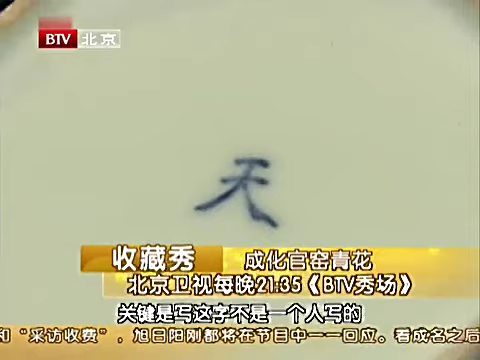 BTV 北京
天
收藏秀 成化官窑青花
北京卫视每晚21:35《BTV秀场》
关键是写这字不是一个人写的
和“采访收费”,旭日阳刚都将在节目中一一回应。看成名之后